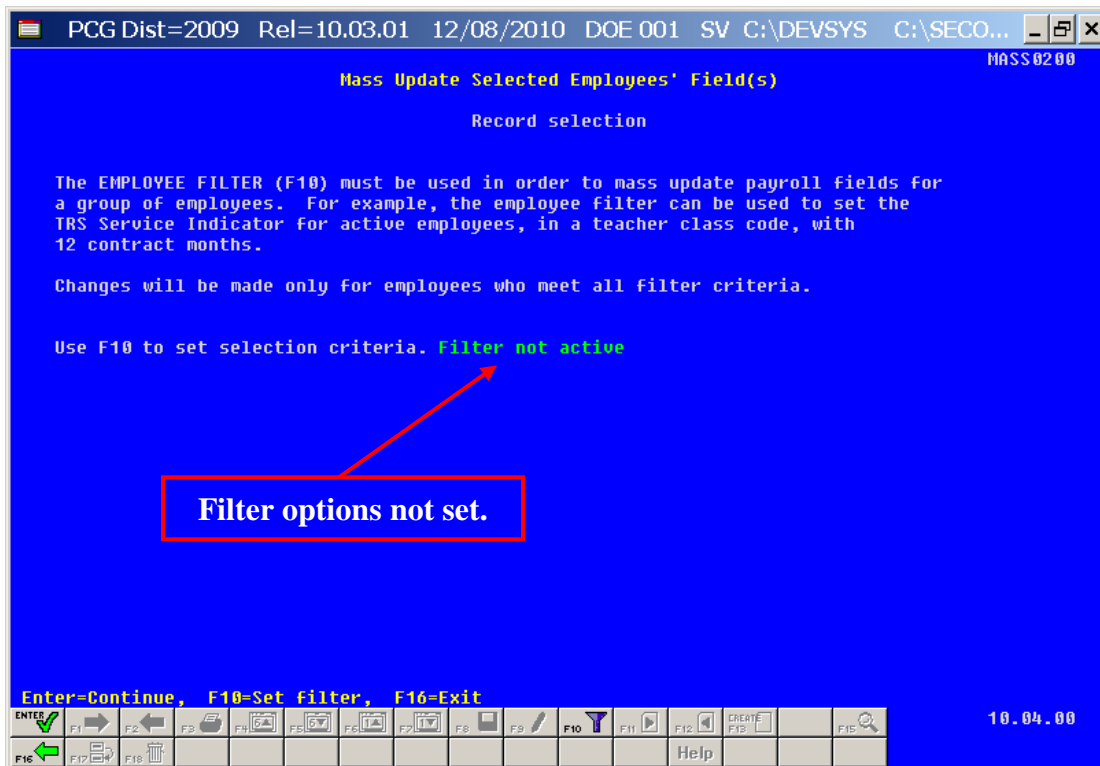 PCG Dist=2009 Rel=10.03.01 12/08/2010 DOE 001 SV C:\DEVSYS C:\SECO...
MASS0200
Mass Update Selected Employees' Field(s)
Record selection
The EMPLOYEE FILTER (F10) must be used in order to mass update payroll fields for
a group of employees. For example, the employee filter can be used to set the
TRS Service Indicator for active employees, in a teacher class code, with
12 contract months.
Changes will be made only for employees who meet all filter criteria.
Use F10 to set selection criteria. Filter not active
Filter options not set.
Enter=Continue, F10=Set filter, F16=Exit
ENTER F1 F2 F3 F4 F5 F6 F7 F8 F9 F10 F11 F12 CREATE F13 F15 10.04.00
F16 F17 F18 Help